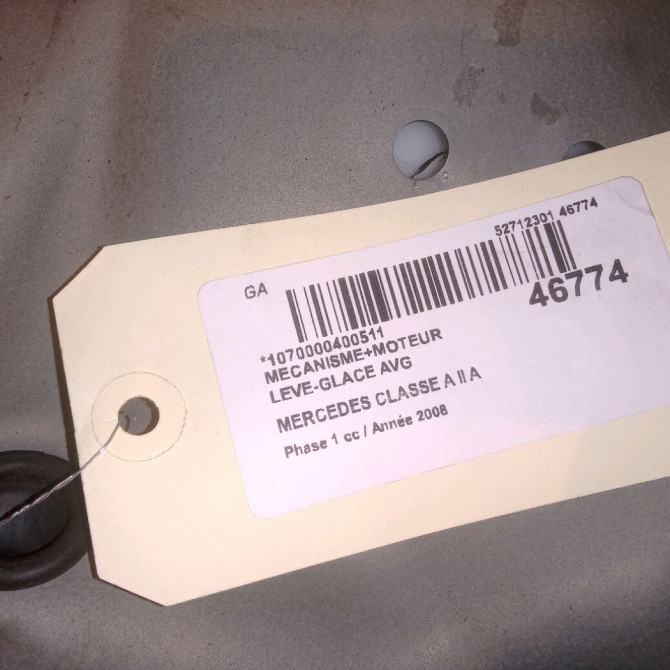 52712301 46774
GA
46774
*1070000400511
MECANISME+MOTEUR
LEVE-GLACE AVG
MERCEDES CLASSE A II A
Phase 1 cc / Année 2008